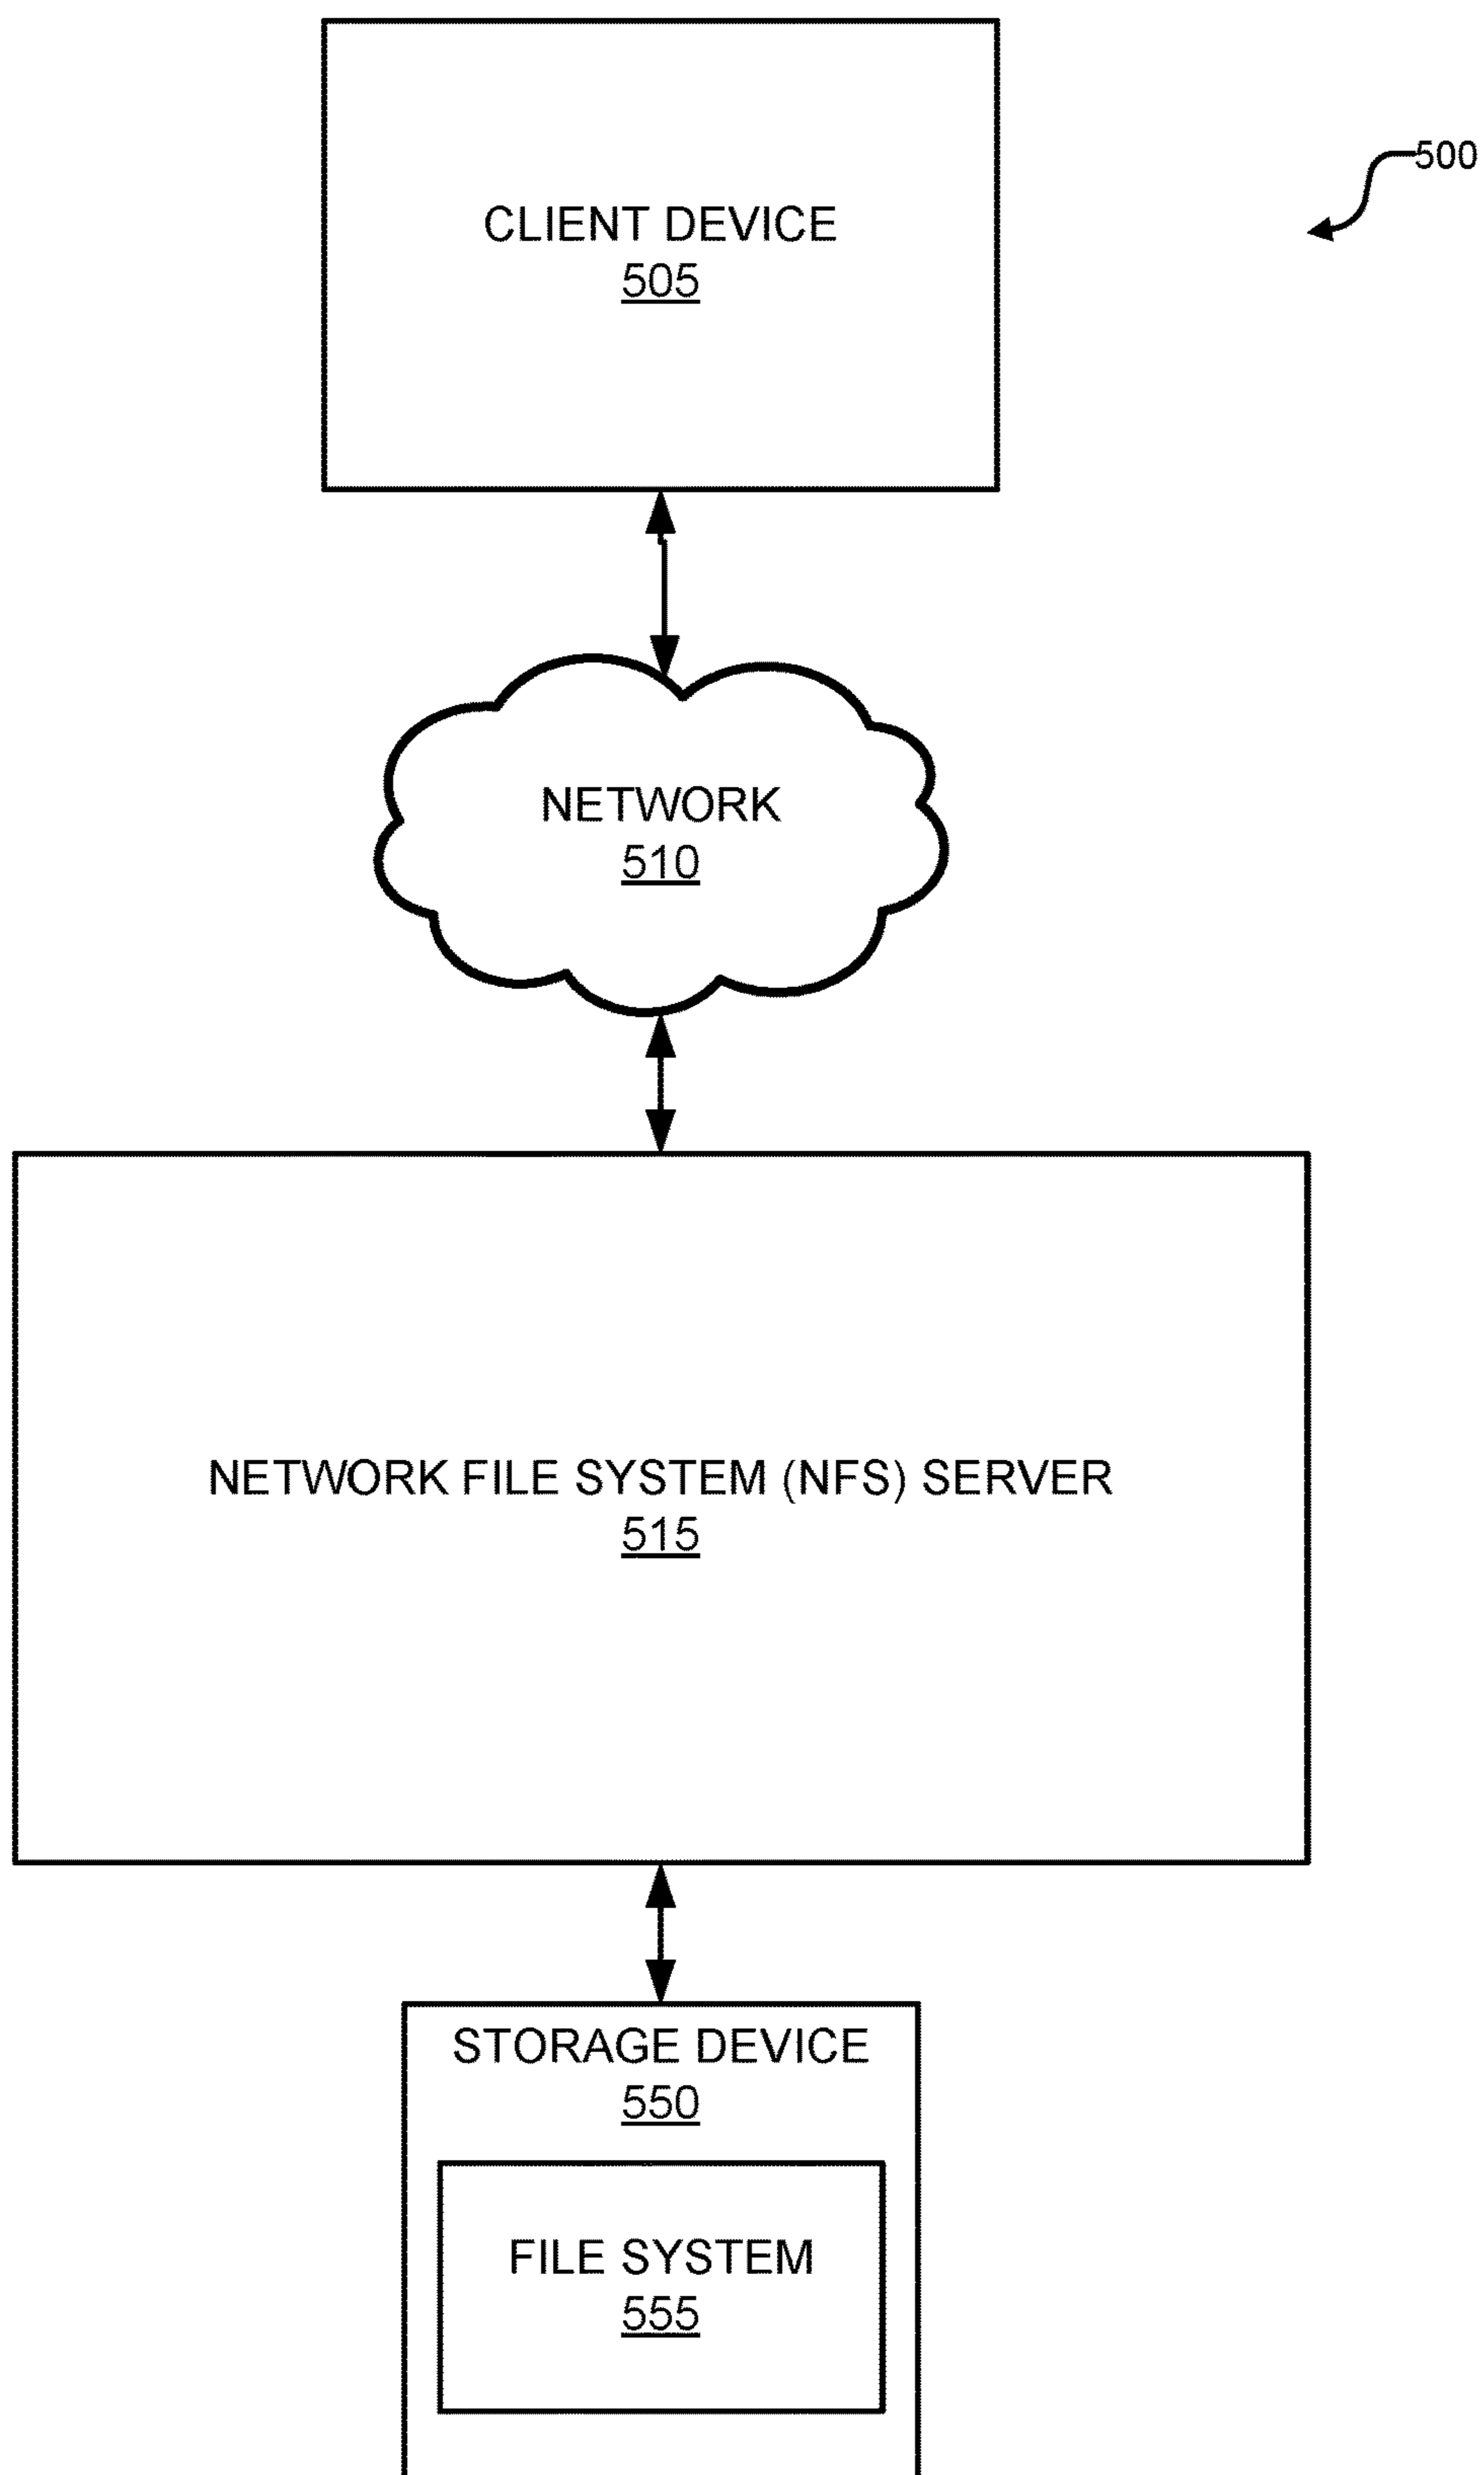 500
CLIENT DEVICE
505
NETWORK
510
NETWORK FILE SYSTEM (NFS) SERVER
515
STORAGE DEVICE
550
FILE SYSTEM
555